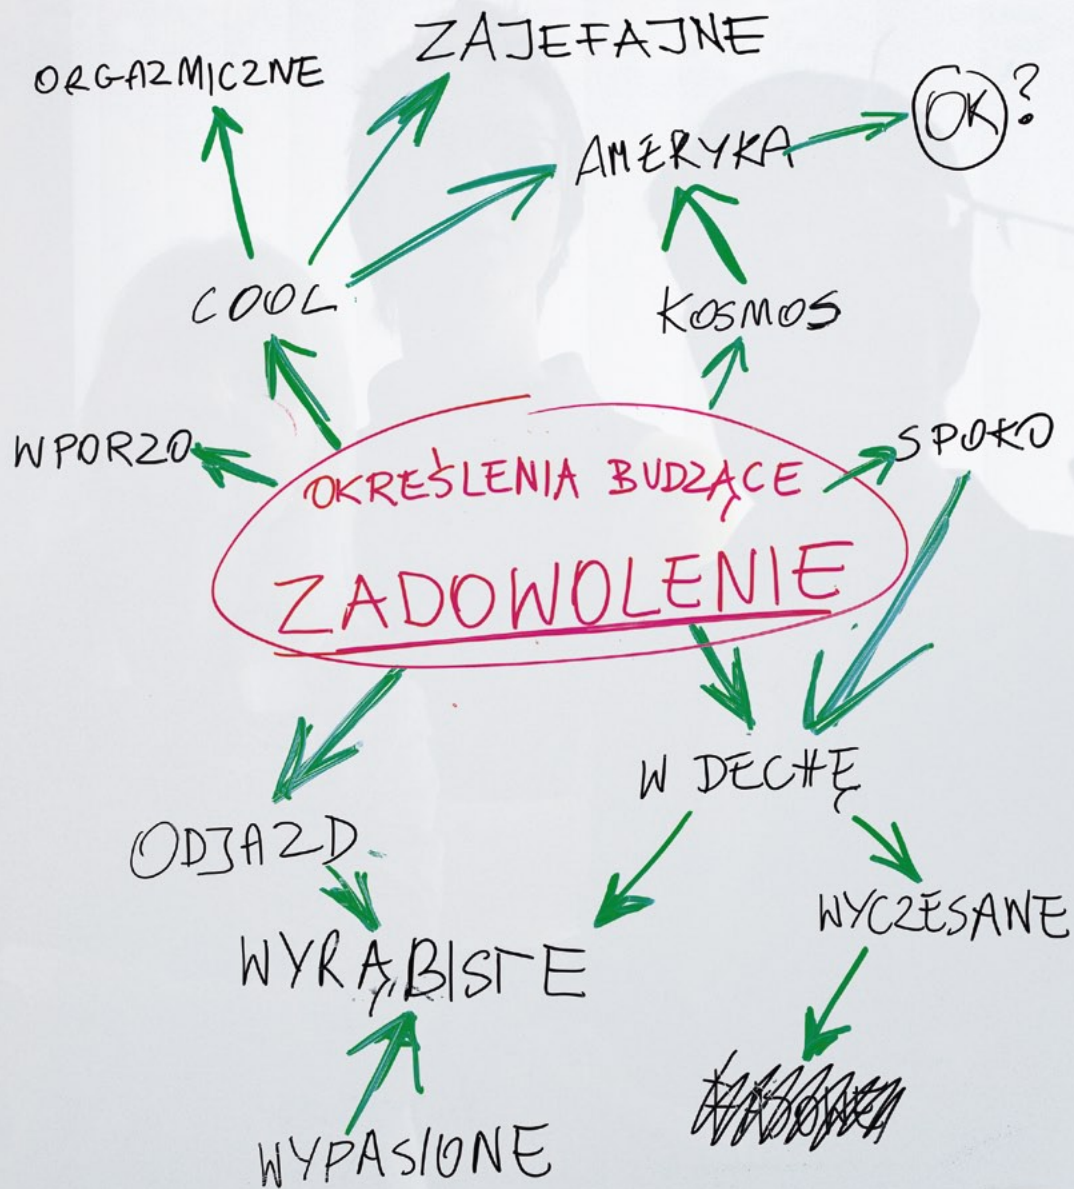 ZAJEFAJNE
ORGAZMICZNE
OK?
AMERYKA
COOL
KOSMOS
WPORZO
SPOKO
OKREŚLENIA BUDZĄCE
ZADOWOLENIE
W DECHĘ
ODJAZD
WYCZESANE
WYRĄBISTE
WYPASIONE